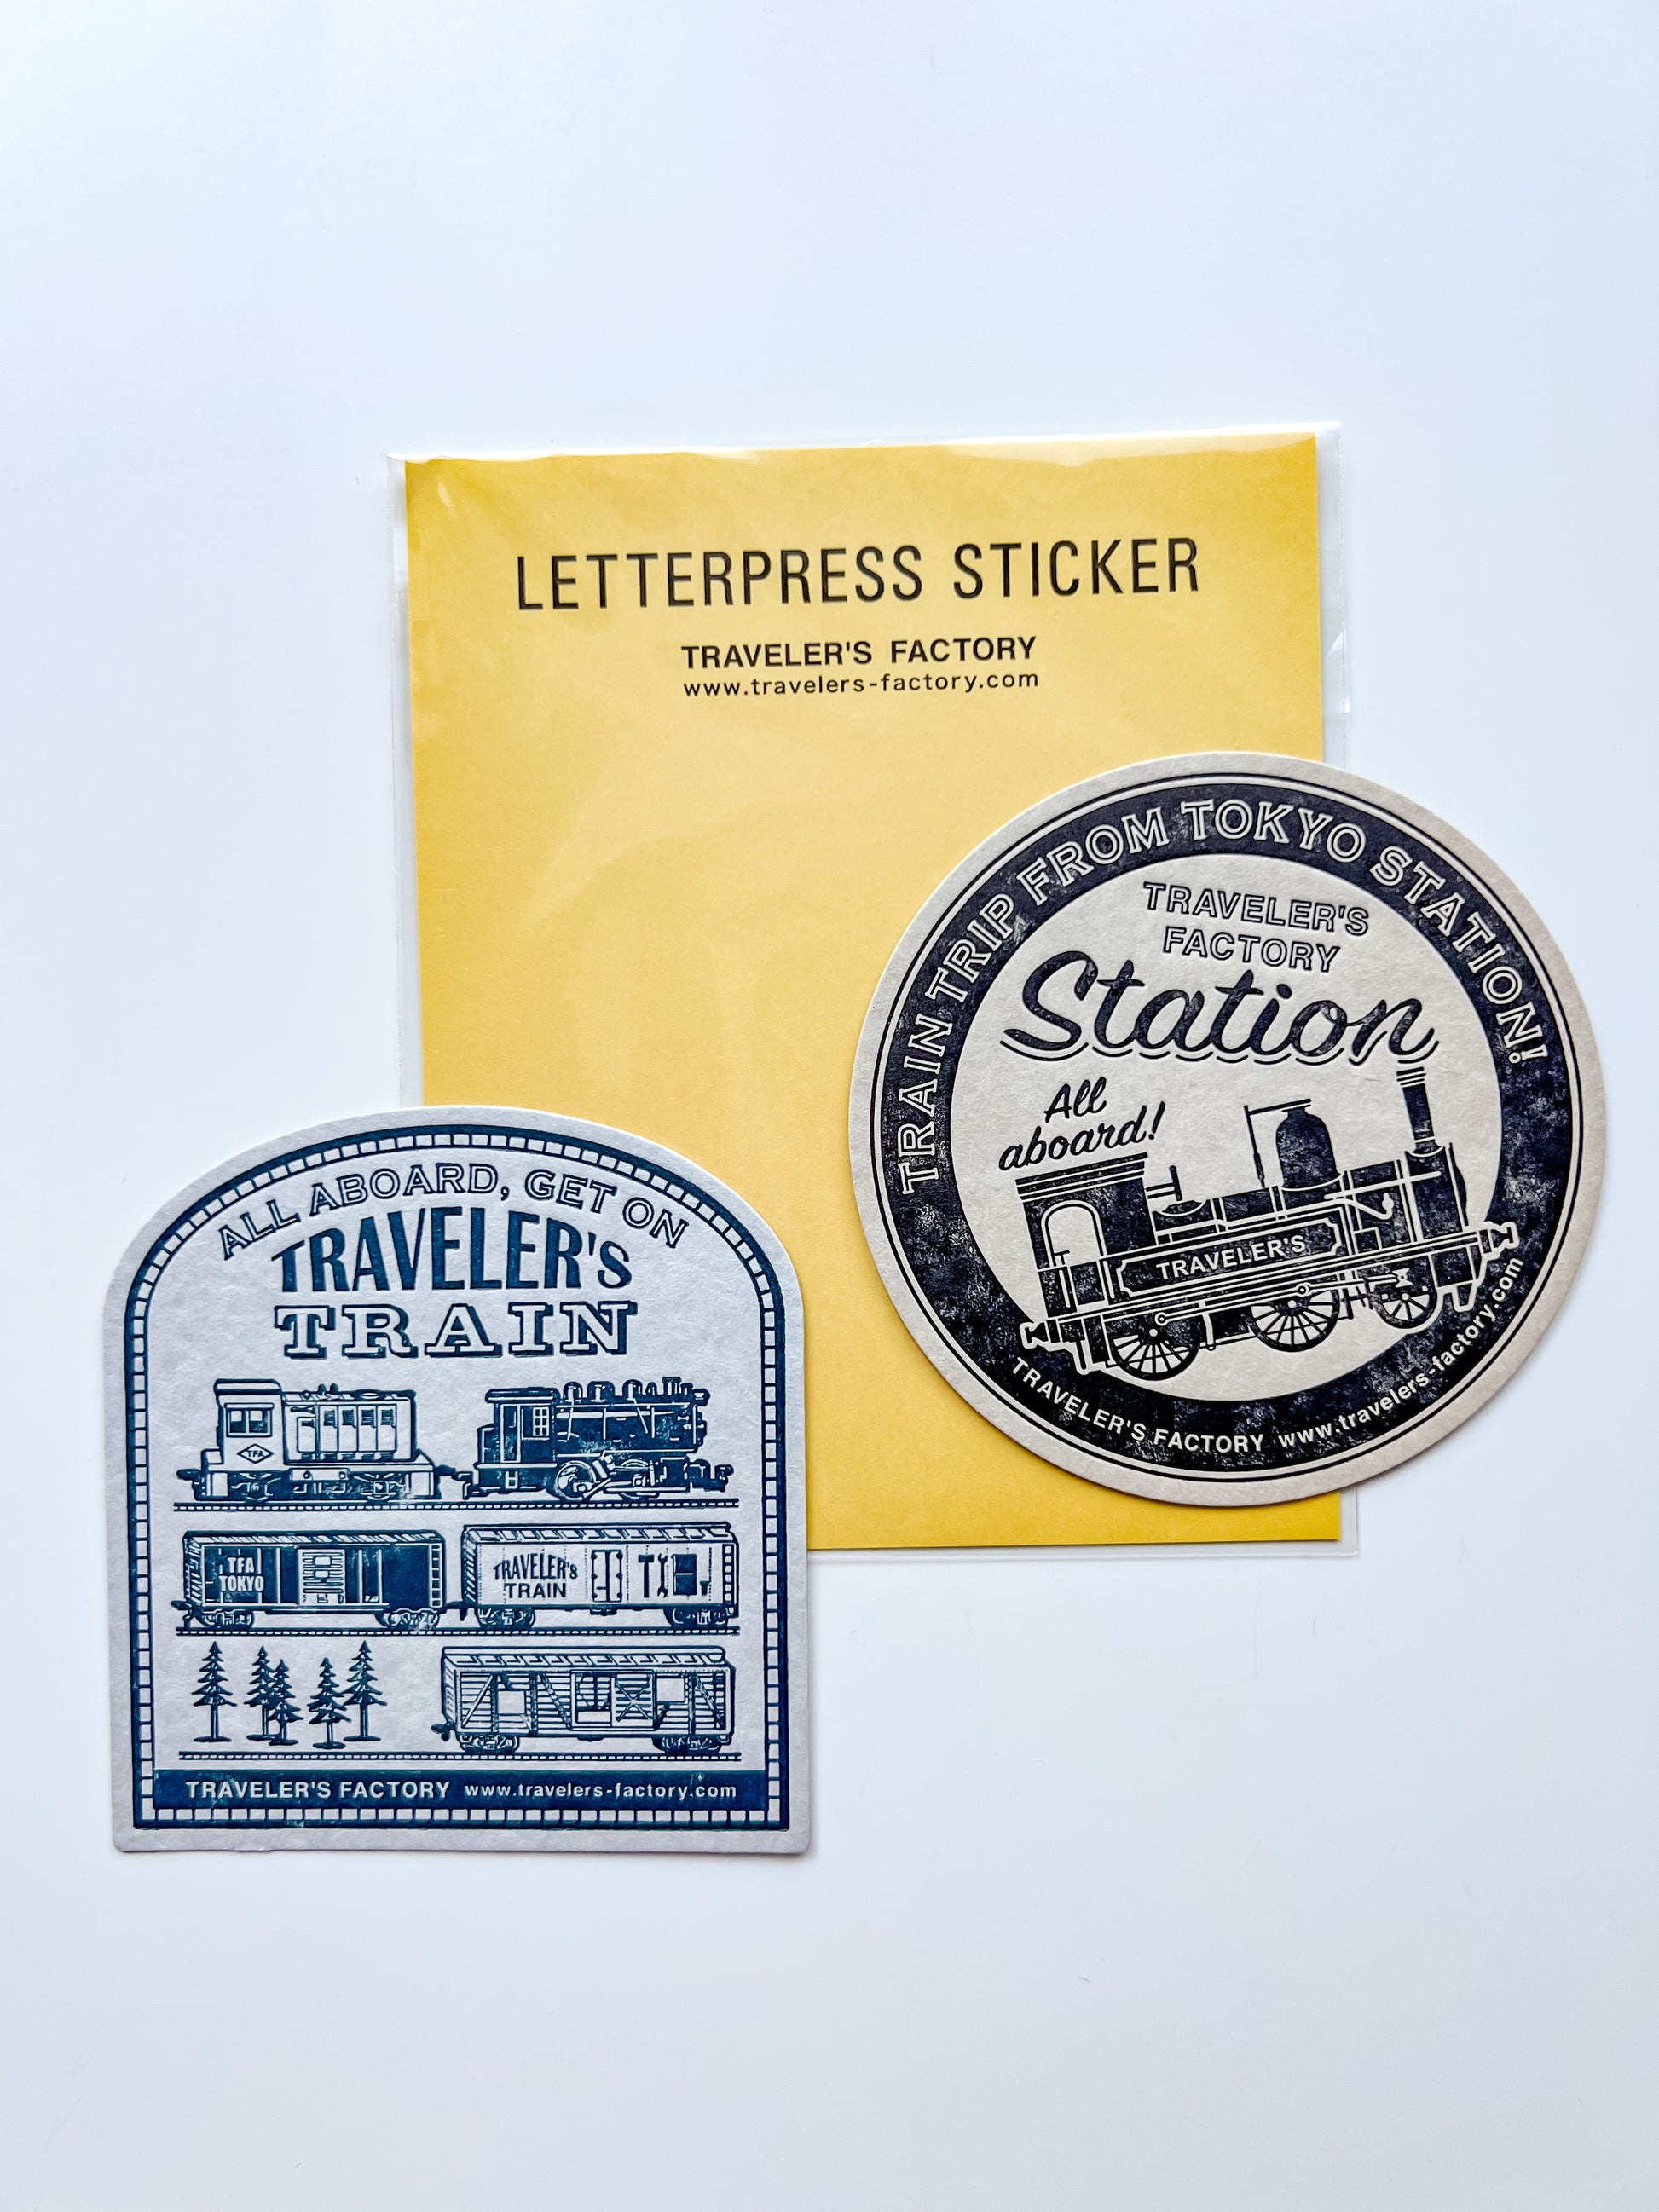 LETTERPRESS STICKER
TRAVELER'S FACTORY
www.travelers-factory.com
TRAIN TRIP FROM TOKYO STATION!
TRAVELER'S
FACTORY
Station
All
aboard!
TRAVELER'S
TRAVELER'S FACTORY www.travelers-factory.com
ALL ABOARD, GET ON
TRAVELER'S
TRAIN
TFA
TFA
TOKYO
TRAVELER'S
TRAIN
TRAVELER'S FACTORY www.travelers-factory.com